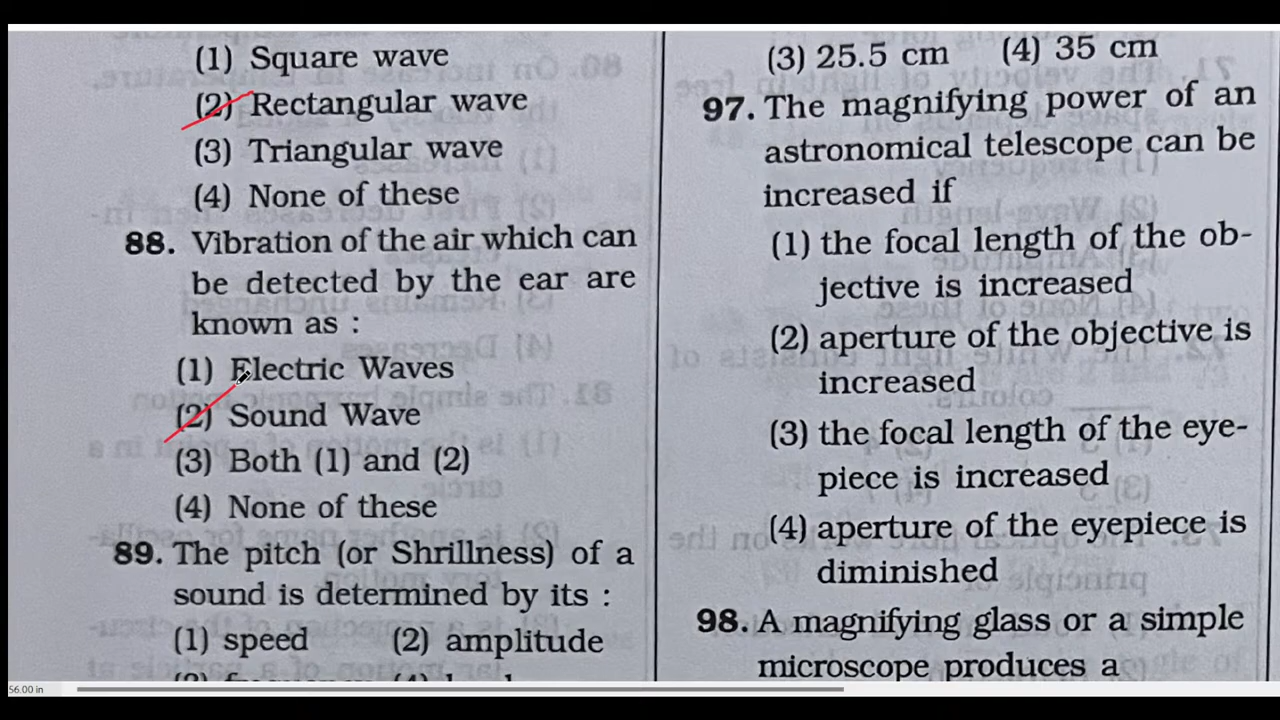 (1) Square wave
(2) Rectangular wave
(3) Triangular wave
(4) None of these
88. Vibration of the air which can
be detected by the ear are
known as :
(1) Electric Waves
(2) Sound Wave
(3) Both (1) and (2)
(4) None of these
89. The pitch (or Shrillness) of a
sound is determined by its :
(1) speed (2) amplitude
(3) 25.5 cm (4) 35 cm
97. The magnifying power of an
astronomical telescope can be
increased if
(1) the focal length of the ob-
jective is increased
(2) aperture of the objective is
increased
(3) the focal length of the eye-
piece is increased
(4) aperture of the eyepiece is
diminished
98. A magnifying glass or a simple
microscope produces a
56.00 in